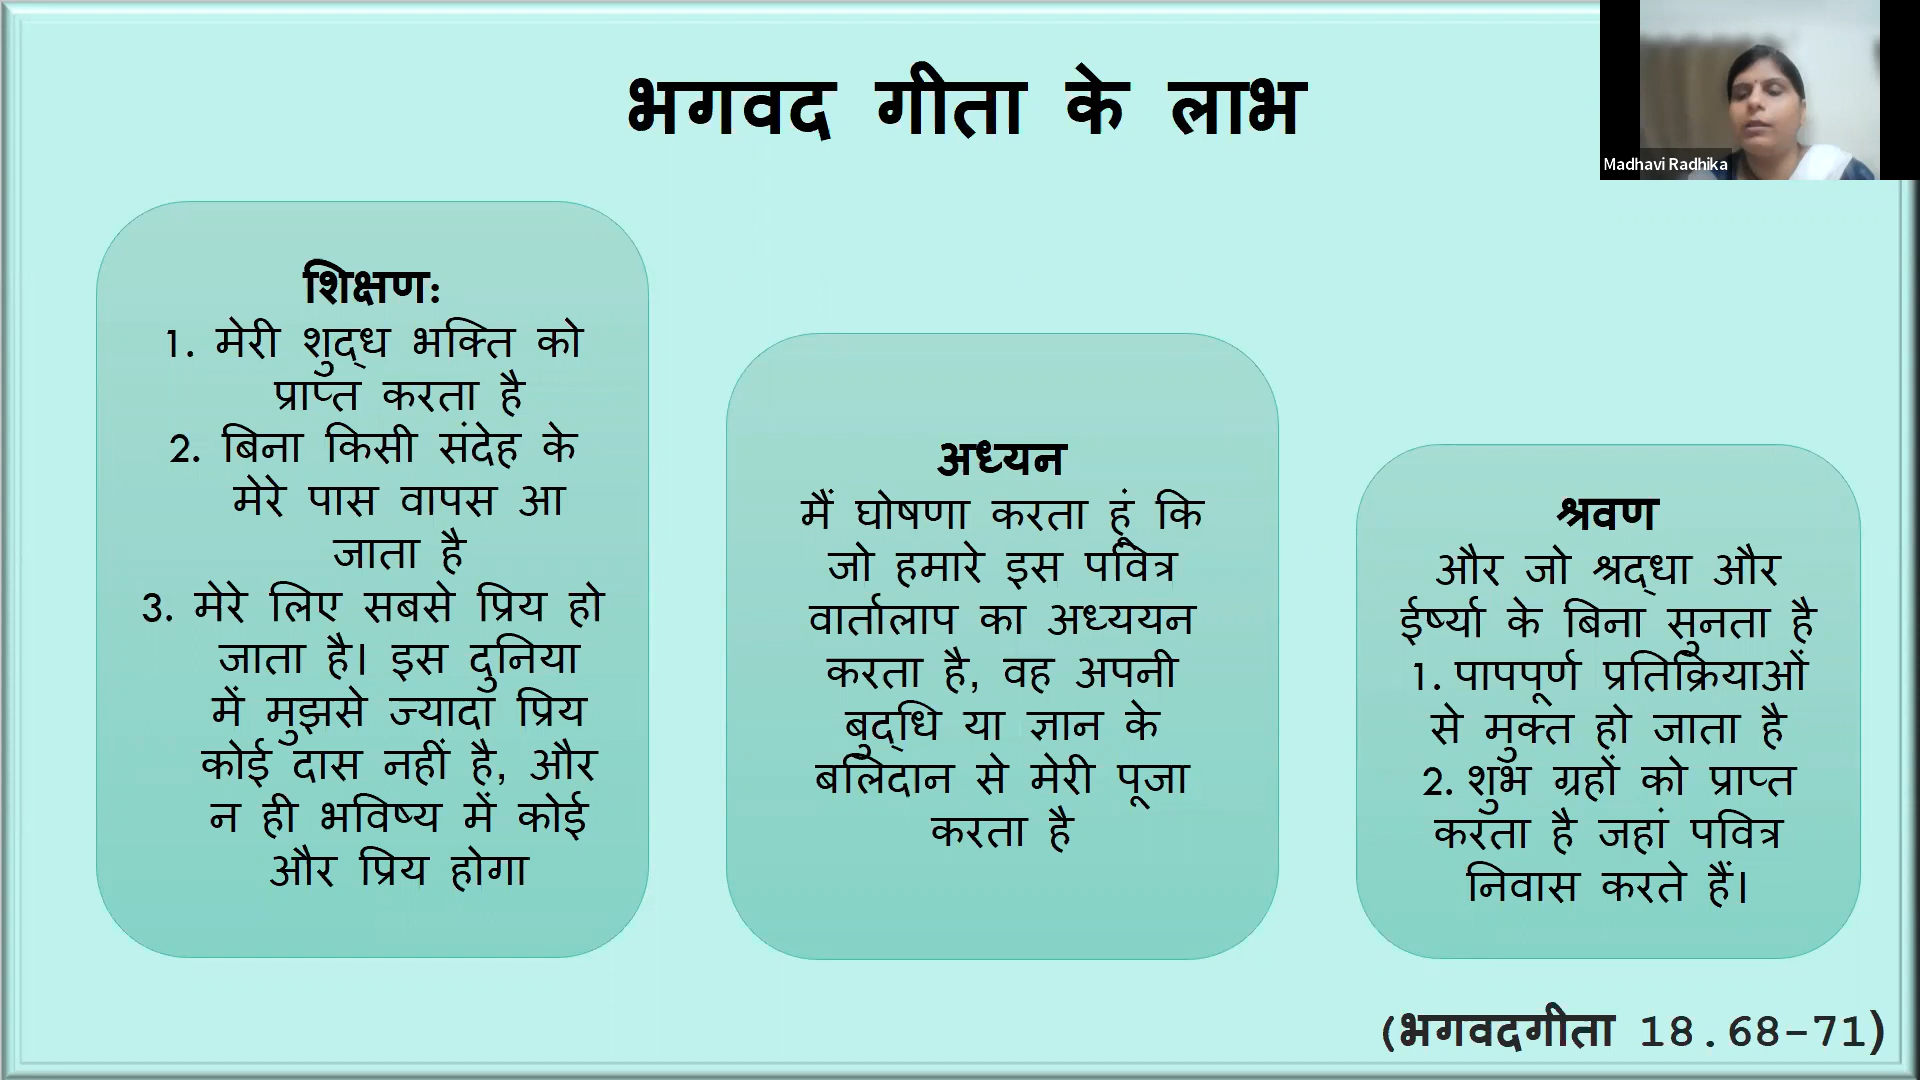 भगवद गीता के लाभ
Madhavi Radhika
शिक्षण:
1. मेरी शुद्ध भक्ति को
प्राप्त करता है
2. बिना किसी संदेह के
मेरे पास वापस आ
जाता है
3. मेरे लिए सबसे प्रिय हो
जाता है। इस दुनिया
में मुझसे ज्यादा प्रिय
कोई दास नहीं है, और
न ही भविष्य में कोई
और प्रिय होगा
अध्यन
मैं घोषणा करता हूं कि
जो हमारे इस पवित्र
वार्तालाप का अध्ययन
करता है, वह अपनी
बुद्धि या ज्ञान के
बलिदान से मेरी पूजा
करता है
श्रवण
और जो श्रद्धा और
ईर्ष्या के बिना सुनता है
1. पापपूर्ण प्रतिक्रियाओं
से मुक्त हो जाता है
2. शुभ ग्रहों को प्राप्त
करता है जहां पवित्र
निवास करते हैं।
(भगवदगीता 18.68-71)